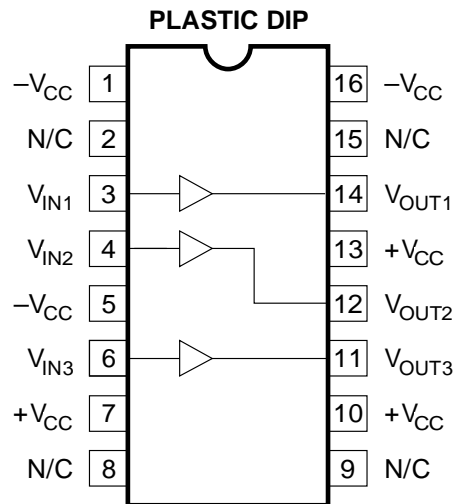 PLASTIC DIP
–VCC 1 16 –VCC
N/C 2 15 N/C
VIN1 3 14 VOUT1
VIN2 4 13 +VCC
–VCC 5 12 VOUT2
VIN3 6 11 VOUT3
+VCC 7 10 +VCC
N/C 8 9 N/C